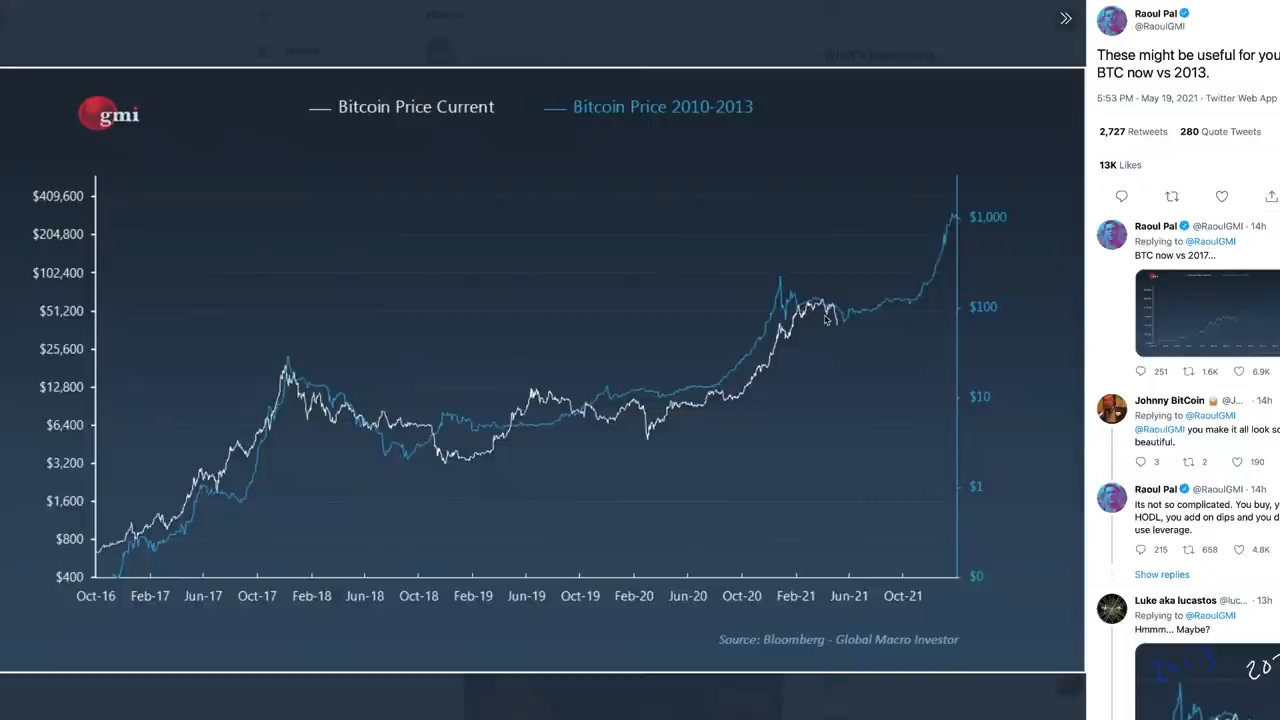 gmi
Bitcoin Price Current
Bitcoin Price 2010-2013
$409,600
$204,800
$102,400
$51,200
$25,600
$12,800
$6,400
$3,200
$1,600
$800
$400
$1,000
$100
$10
$1
$0
Oct-16 Feb-17 Jun-17 Oct-17 Feb-18 Jun-18 Oct-18 Feb-19 Jun-19 Oct-19 Feb-20 Jun-20 Oct-20 Feb-21 Jun-21 Oct-21
Source: Bloomberg - Global Macro Investor
Raoul Pal
@RaoulGMI
These might be useful for you
BTC now vs 2013.
5:53 PM · May 19, 2021 · Twitter Web App
2,727 Retweets 280 Quote Tweets
13K Likes
Raoul Pal @RaoulGMI · 14h
Replying to @RaoulGMI
BTC now vs 2017...
251 1.6K 6.9K
Johnny BitCoin @J... · 14h
Replying to @RaoulGMI
@RaoulGMI you make it all look so
beautiful.
3 2 190
Raoul Pal @RaoulGMI · 14h
Its not so complicated. You buy, y
HODL, you add on dips and you d
use leverage.
215 658 4.8K
Show replies
Luke aka lucastos @luc... · 13h
Replying to @RaoulGMI
Hmmm... Maybe?
2013